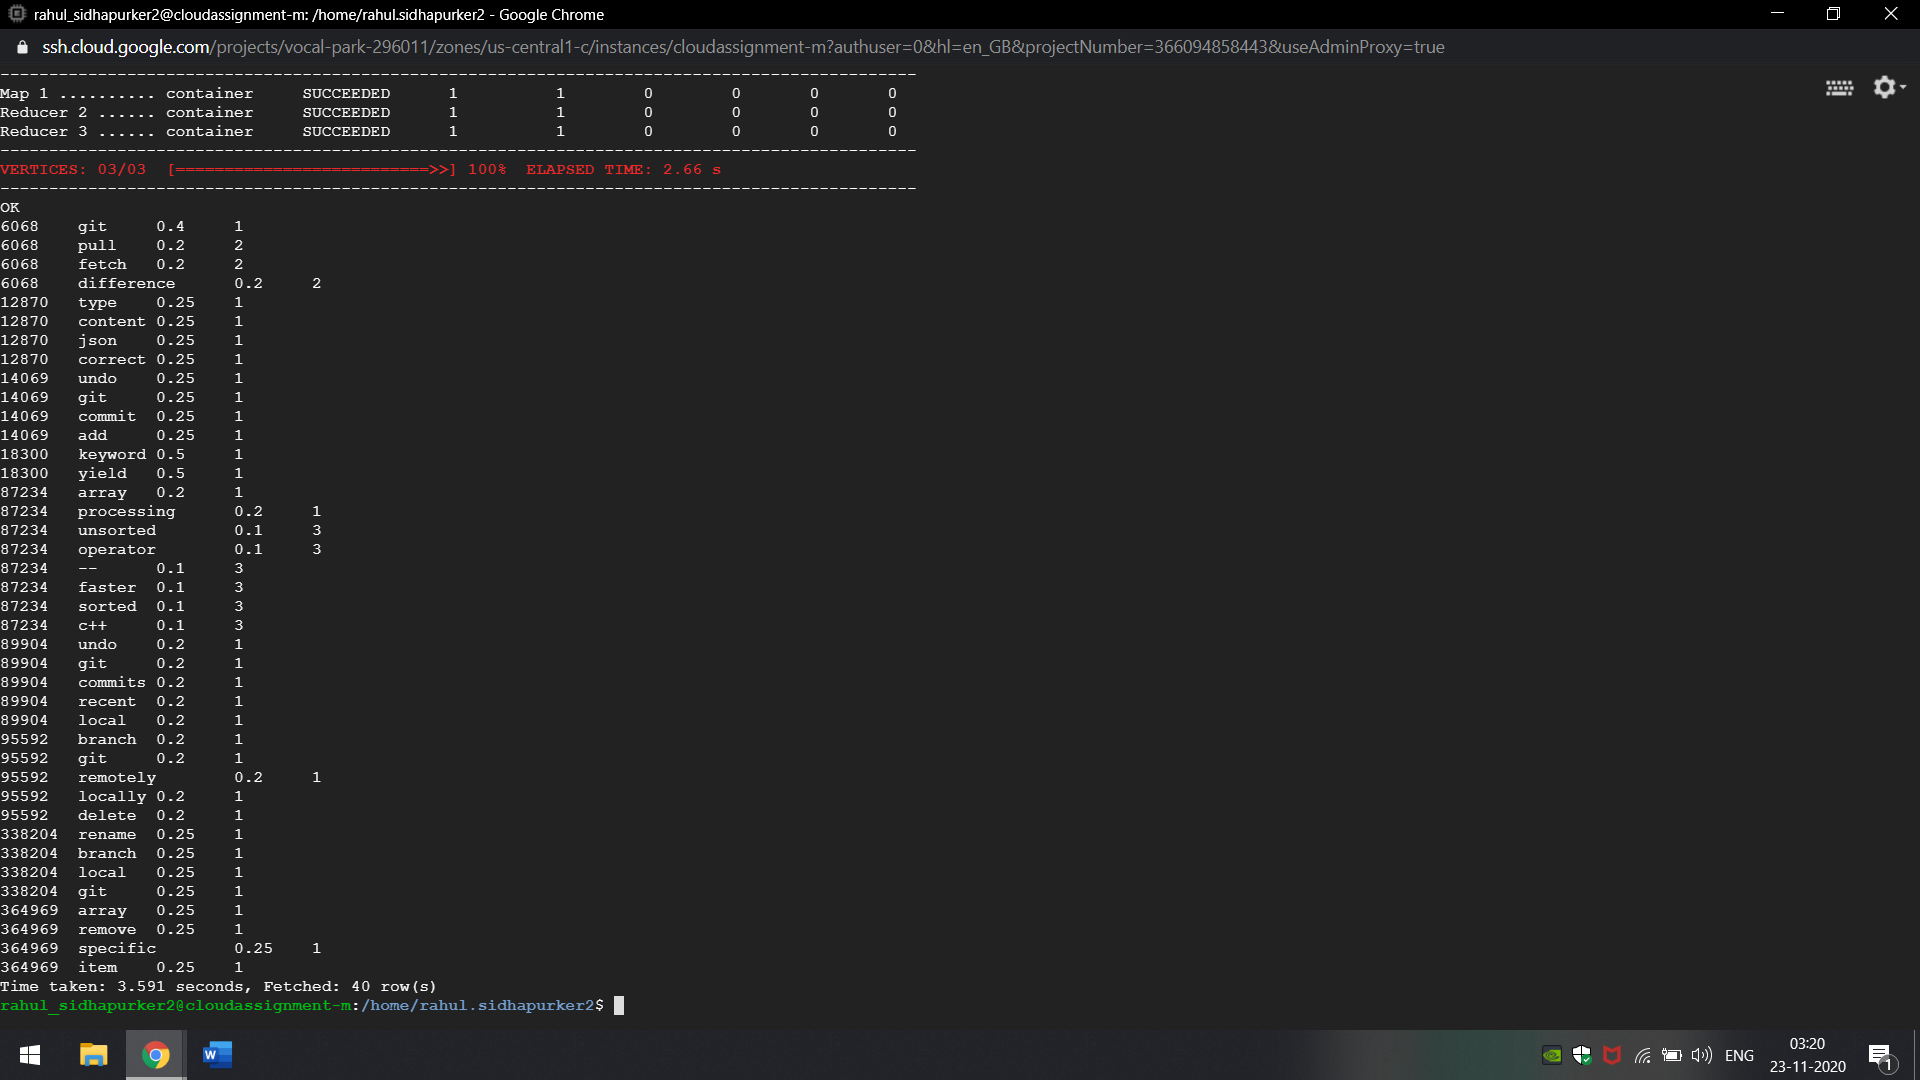 rahul_sidhapurker2@cloudassignment-m: /home/rahul.sidhapurker2 - Google Chrome
ssh.cloud.google.com/projects/vocal-park-296011/zones/us-central1-c/instances/cloudassignment-m?authuser=0&hl=en_GB&projectNumber=366094858443&useAdminProxy=true
----------------------------------------------------------------------------------------------
Map 1 .......... container     SUCCEEDED      1          1        0        0       0       0
Reducer 2 ...... container     SUCCEEDED      1          1        0        0       0       0
Reducer 3 ...... container     SUCCEEDED      1          1        0        0       0       0
----------------------------------------------------------------------------------------------
VERTICES: 03/03  [==========================>>] 100%  ELAPSED TIME: 2.66 s
----------------------------------------------------------------------------------------------
OK
6068    git     0.4     1
6068    pull    0.2     2
6068    fetch   0.2     2
6068    difference      0.2     2
12870   type    0.25    1
12870   content 0.25    1
12870   json    0.25    1
12870   correct 0.25    1
14069   undo    0.25    1
14069   git     0.25    1
14069   commit  0.25    1
14069   add     0.25    1
18300   keyword 0.5     1
18300   yield   0.5     1
87234   array   0.2     1
87234   processing      0.2     1
87234   unsorted        0.1     3
87234   operator        0.1     3
87234   --      0.1     3
87234   faster  0.1     3
87234   sorted  0.1     3
87234   c++     0.1     3
89904   undo    0.2     1
89904   git     0.2     1
89904   commits 0.2     1
89904   recent  0.2     1
89904   local   0.2     1
95592   branch  0.2     1
95592   git     0.2     1
95592   remotely        0.2     1
95592   locally 0.2     1
95592   delete  0.2     1
338204  rename  0.25    1
338204  branch  0.25    1
338204  local   0.25    1
338204  git     0.25    1
364969  array   0.25    1
364969  remove  0.25    1
364969  specific        0.25    1
364969  item    0.25    1
Time taken: 3.591 seconds, Fetched: 40 row(s)
rahul_sidhapurker2@cloudassignment-m:/home/rahul.sidhapurker2$
W
ENG
03:20
23-11-2020
1